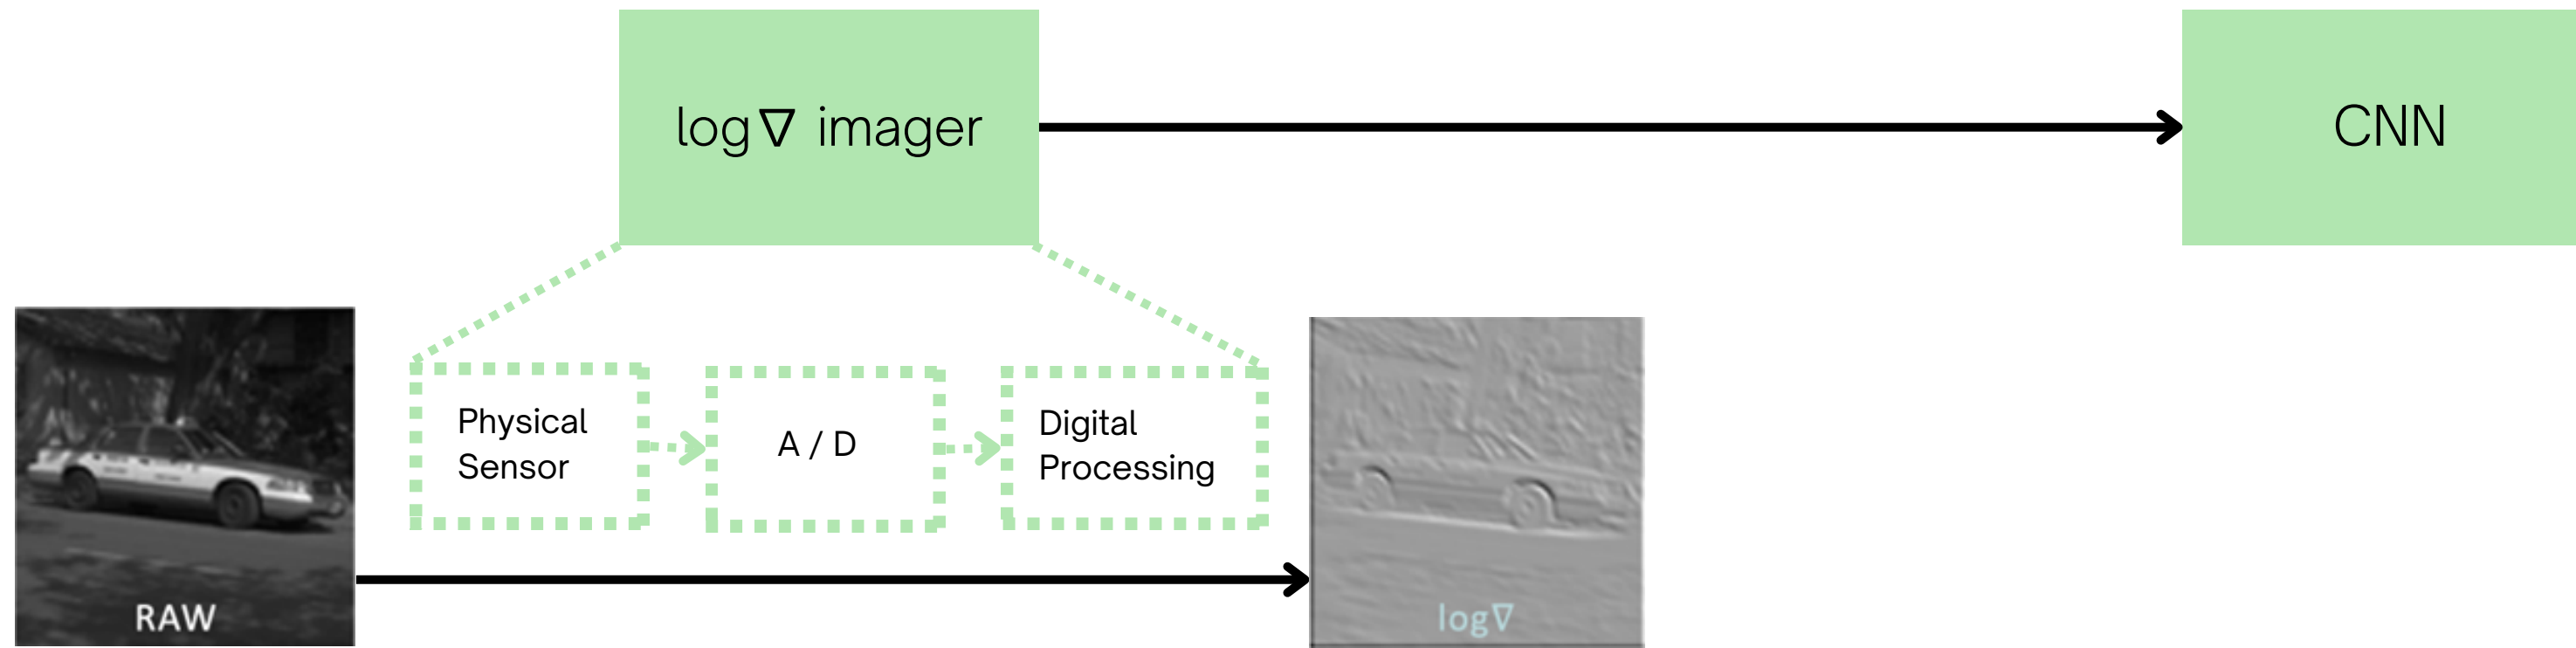 log∇ imager
CNN
Physical
Sensor
A / D
Digital
Processing
RAW
log∇